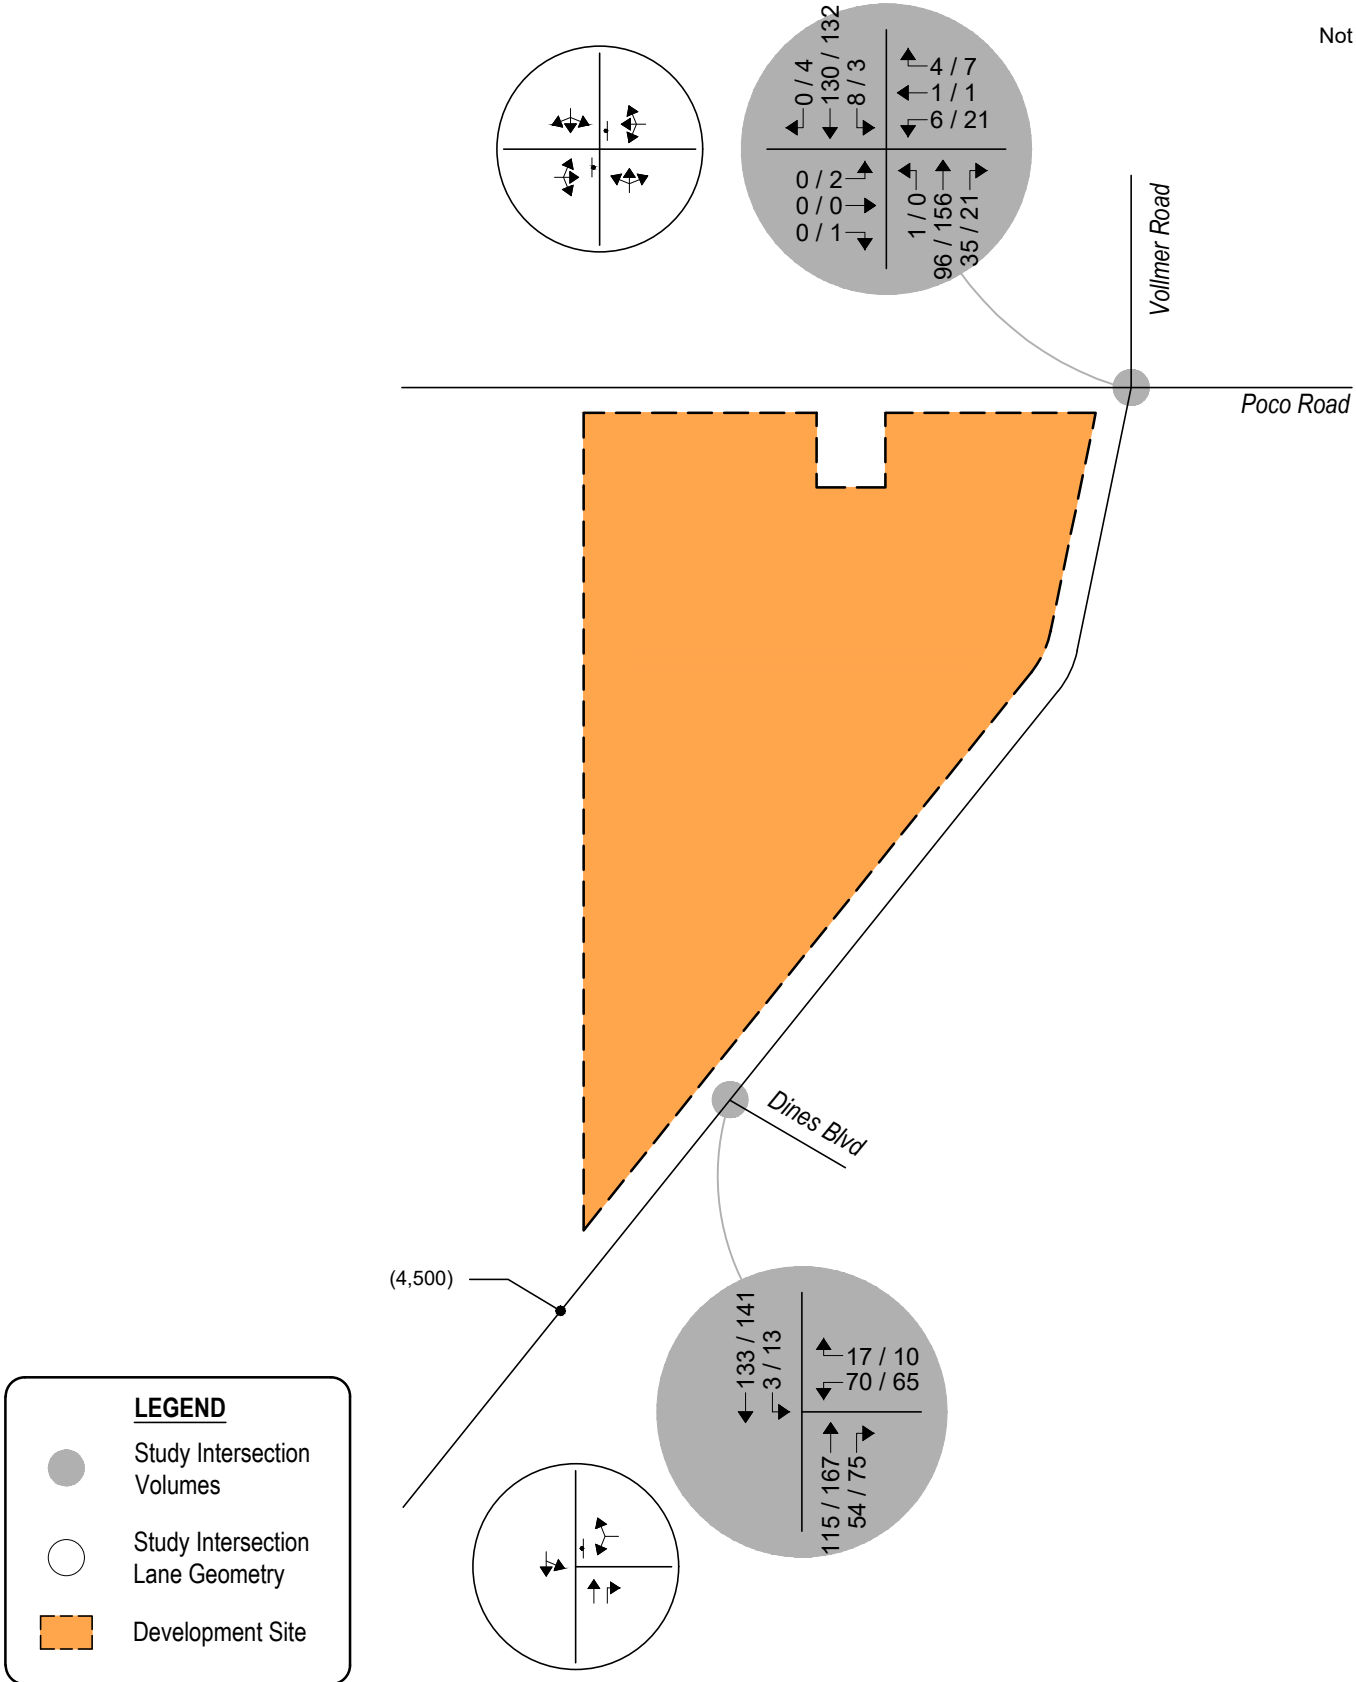 Not
0 / 4
130 / 132
8 / 3
4 / 7
1 / 1
6 / 21
0 / 2
0 / 0
0 / 1
1 / 0
96 / 156
35 / 21
Vollmer Road
Poco Road
Dines Blvd
(4,500)
133 / 141
3 / 13
17 / 10
70 / 65
115 / 167
54 / 75
LEGEND
Study Intersection
Volumes
Study Intersection
Lane Geometry
Development Site